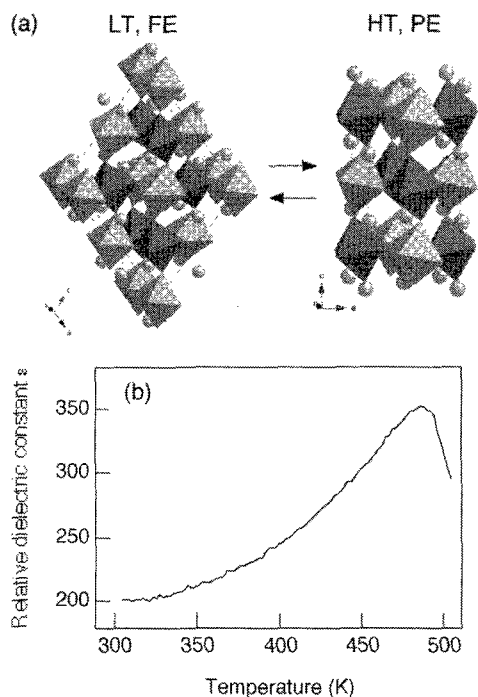 (a) LT, FE HT, PE
(b)
Relative dielectric constant ε
350
300
250
200
300 350 400 450 500
Temperature (K)